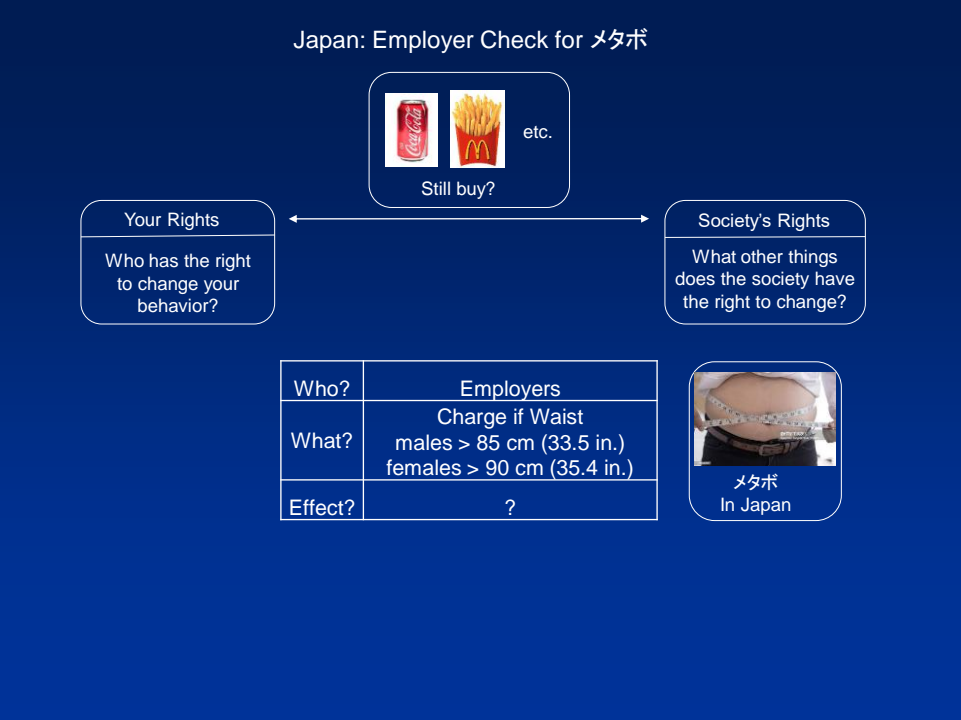 Japan: Employer Check for メタボ
Coca-Cola
etc.
Still buy?
Your Rights
Who has the right
to change your
behavior?
Society's Rights
What other things
does the society have
the right to change?
Who?
Employers
What?
Charge if Waist
males > 85 cm (33.5 in.)
females > 90 cm (35.4 in.)
Effect?
?
メタボ
In Japan